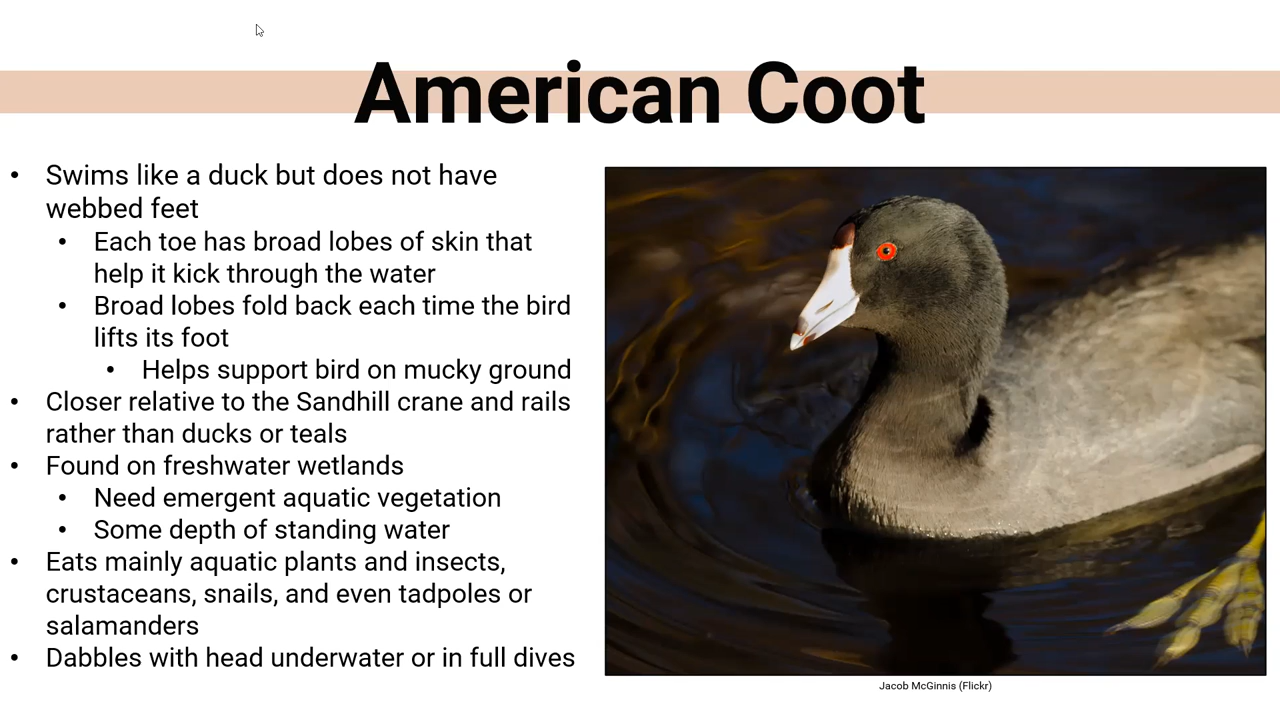 American Coot
• Swims like a duck but does not have
webbed feet
• Each toe has broad lobes of skin that
help it kick through the water
• Broad lobes fold back each time the bird
lifts its foot
• Helps support bird on mucky ground
• Closer relative to the Sandhill crane and rails
rather than ducks or teals
• Found on freshwater wetlands
• Need emergent aquatic vegetation
• Some depth of standing water
• Eats mainly aquatic plants and insects,
crustaceans, snails, and even tadpoles or
salamanders
• Dabbles with head underwater or in full dives
Jacob McGinnis (Flickr)